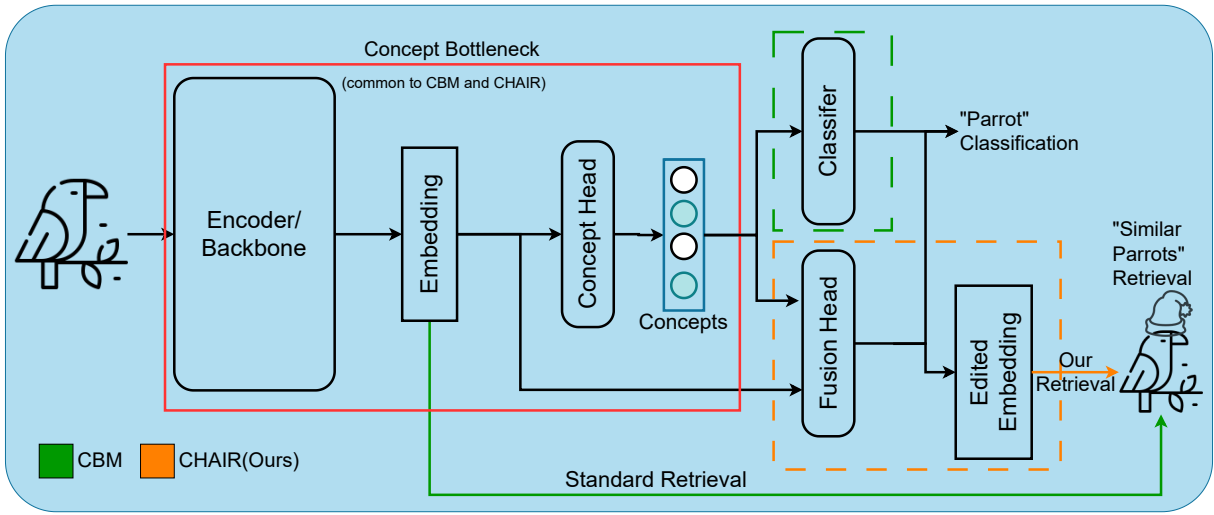 Concept Bottleneck
(common to CBM and CHAIR)
Encoder/
Backbone
Embedding
Concept Head
Concepts
Classifer
"Parrot"
Classification
Fusion Head
Edited
Embedding
"Similar
Parrots"
Retrieval
Our
Retrieval
CBM
CHAIR(Ours)
Standard Retrieval